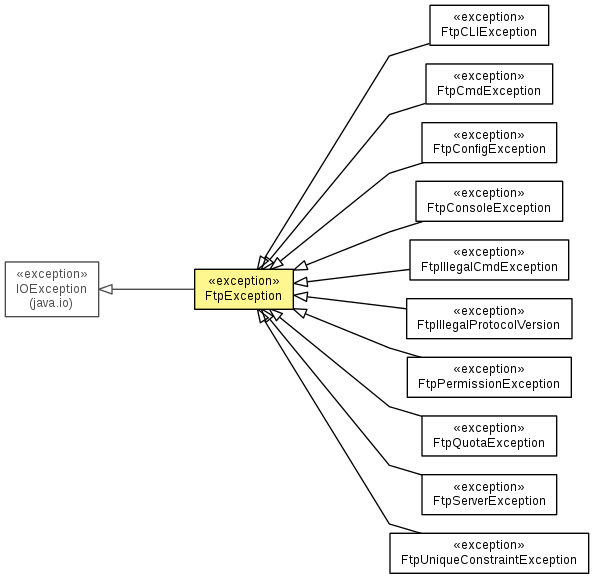 «exception»
FtpCLIException
«exception»
FtpCmdException
«exception»
FtpConfigException
«exception»
FtpConsoleException
«exception»
FtpIllegalCmdException
«exception»
IOException
(java.io)
«exception»
FtpException
«exception»
FtpIllegalProtocolVersion
«exception»
FtpPermissionException
«exception»
FtpQuotaException
«exception»
FtpServerException
«exception»
FtpUniqueConstraintException